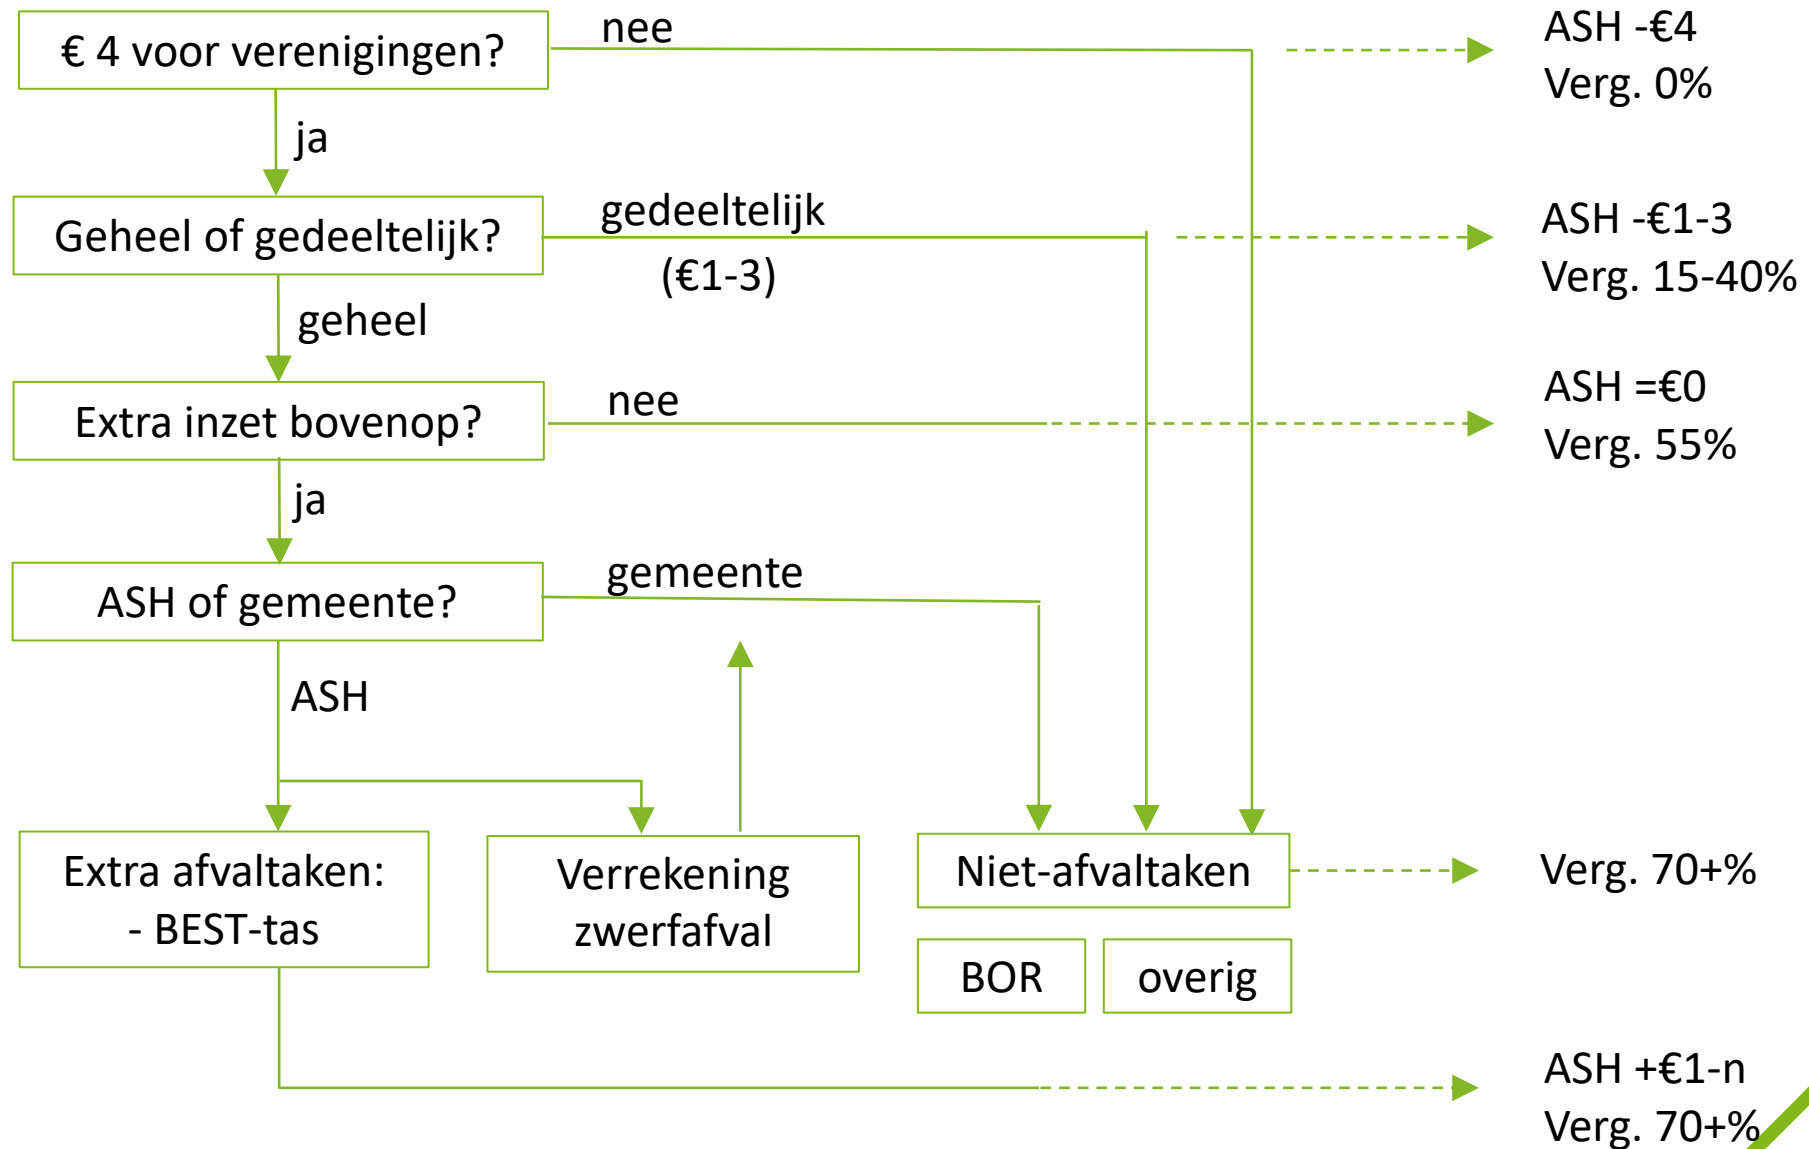 € 4 voor verenigingen?
nee
ASH -€4
Verg. 0%
ja
Geheel of gedeeltelijk?
gedeeltelijk
(€1-3)
ASH -€1-3
Verg. 15-40%
geheel
Extra inzet bovenop?
nee
ASH =€0
Verg. 55%
ja
ASH of gemeente?
gemeente
ASH
Extra afvaltaken:
- BEST-tas
Verrekening
zwerfafval
Niet-afvaltaken
Verg. 70+%
BOR
overig
ASH +€1-n
Verg. 70+%